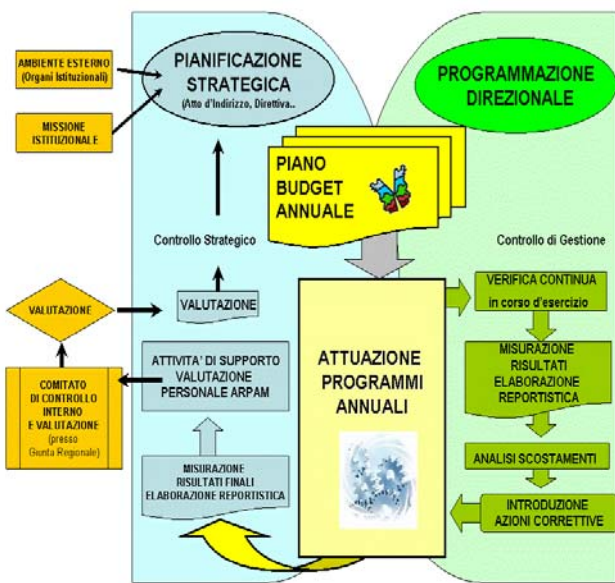 AMBIENTE ESTERNO
(Organi Istituzionali)
MISSIONE
ISTITUZIONALE
PIANIFICAZIONE
STRATEGICA
(Atto d'Indirizzo, Direttiva..
PROGRAMMAZIONE
DIREZIONALE
PIANO
BUDGET
ANNUALE
Controllo Strategico
Controllo di Gestione
VALUTAZIONE
VALUTAZIONE
ATTIVITA' DI SUPPORTO
VALUTAZIONE
PERSONALE ARPAM
COMITATO
DI CONTROLLO
INTERNO
E VALUTAZIONE
(presso
Giunta Regionale)
MISURAZIONE
RISULTATI FINALI
ELABORAZIONE REPORTISTICA
ATTUAZIONE
PROGRAMMI
ANNUALI
VERIFICA CONTINUA
in corso d'esercizio
MISURAZIONE
RISULTATI
ELABORAZIONE
REPORTISTICA
ANALISI SCOSTAMENTI
INTRODUZIONE
AZIONI CORRETTIVE